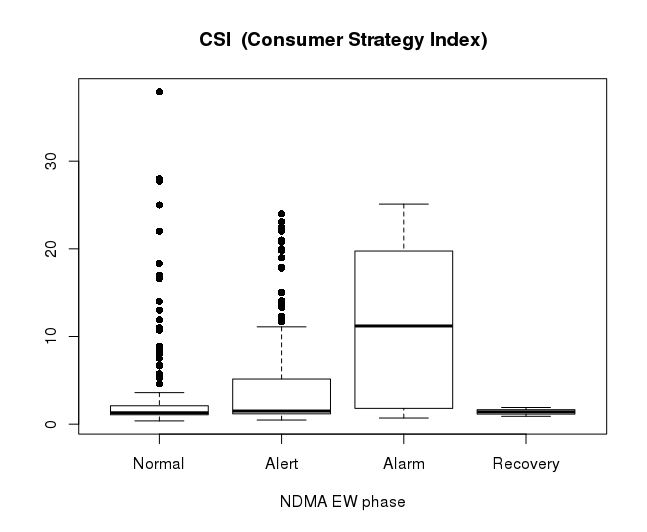 CSI  (Consumer Strategy Index)
30
20
10
0
Normal Alert Alarm Recovery
NDMA EW phase